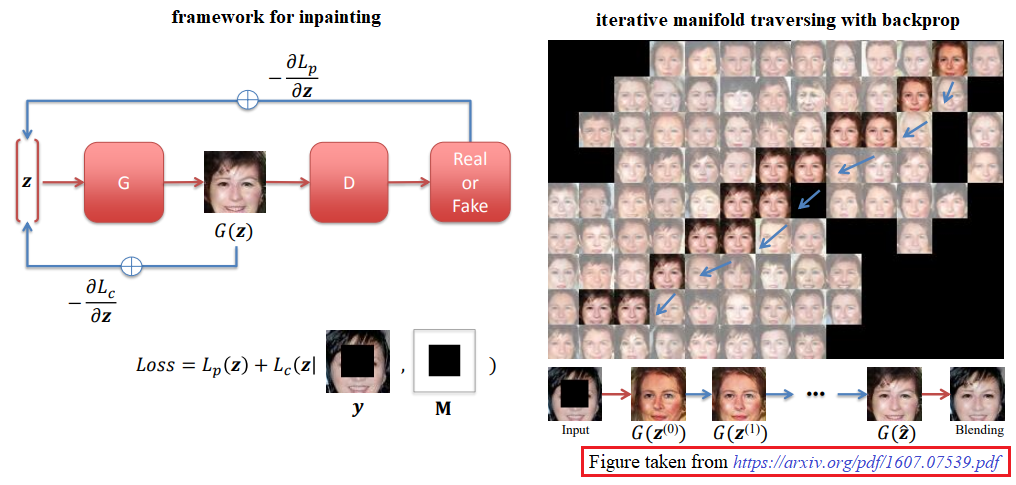 framework for inpainting
− ∂L_p/∂z
z
G
G(z)
D
Real
or
Fake
− ∂L_c/∂z
Loss = L_p(z) + L_c(z| , )
y
M
iterative manifold traversing with backprop
Input
G(z^(0))
G(z^(1))
•••
G(ẑ)
Blending
Figure taken from https://arxiv.org/pdf/1607.07539.pdf